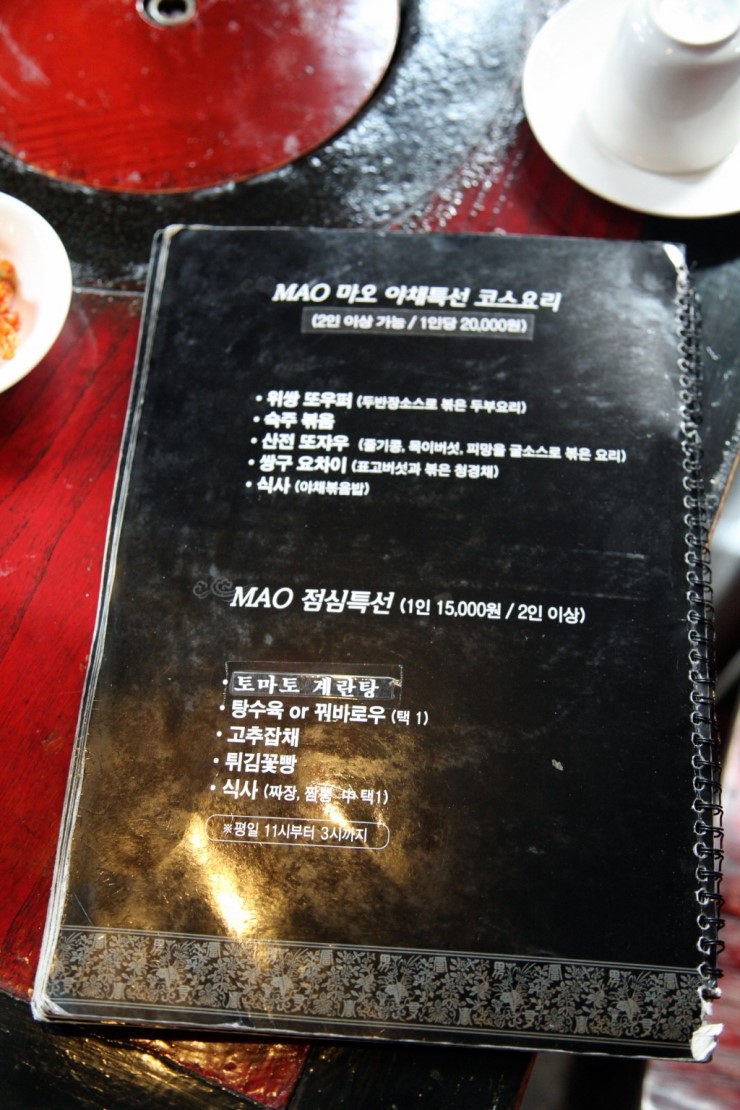 MAO 마오 야채특선 코스요리
(2인 이상 가능 / 1인당 20,000원)
• 위쌍 또우퍼 (두반장소스로 볶은 두부요리)
• 숙주 볶음
• 산전 또자우 (줄기콩, 목이버섯, 피망을 굴소스로 볶은 요리)
• 쌍구 요차이 (표고버섯과 볶은 청경채)
• 식사 (야채볶음밥)
MAO 점심특선 (1인 15,000원 / 2인 이상)
• 토마토 계란탕
• 탕수육 or 꿔바로우 (택 1)
• 고추잡채
• 튀김꽃빵
• 식사 (짜장, 짬뽕 中 택1)
※평일 11시부터 3시까지